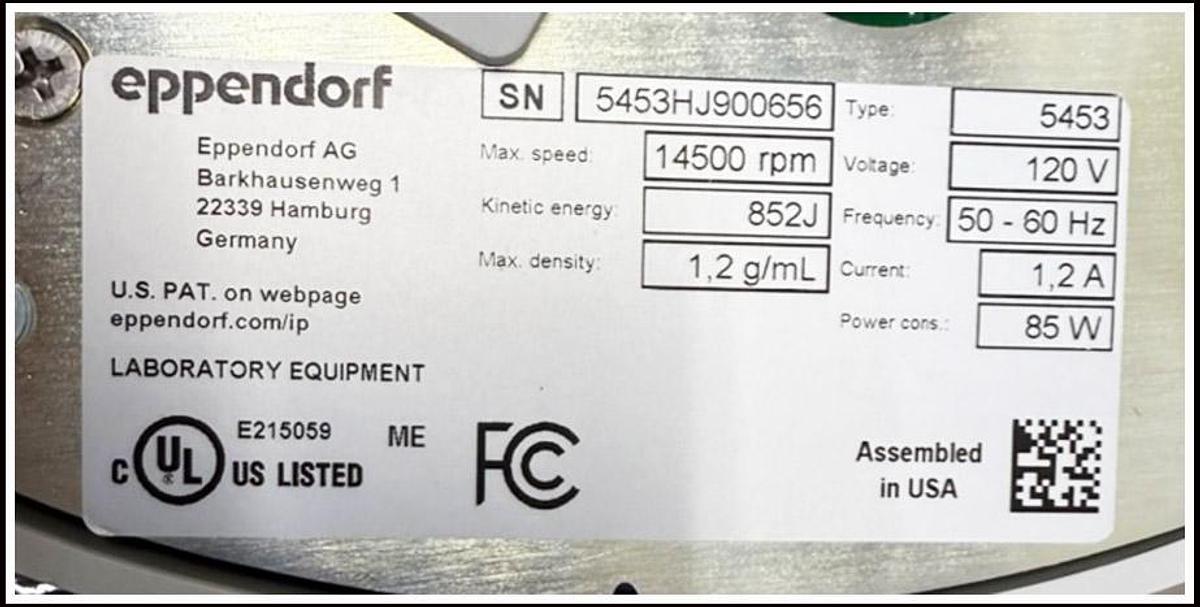 eppendorf
SN 5453HJ900656 Type: 5453
Eppendorf AG
Barkhausenweg 1
22339 Hamburg
Germany
Max. speed: 14500 rpm Voltage: 120 V
Kinetic energy: 852J Frequency: 50 - 60 Hz
Max. density: 1,2 g/mL Current: 1,2 A
Power cons.: 85 W
U.S. PAT. on webpage
eppendorf.com/ip
LABORATORY EQUIPMENT
E215059 ME
C UL ® US LISTED
FC
Assembled
in USA